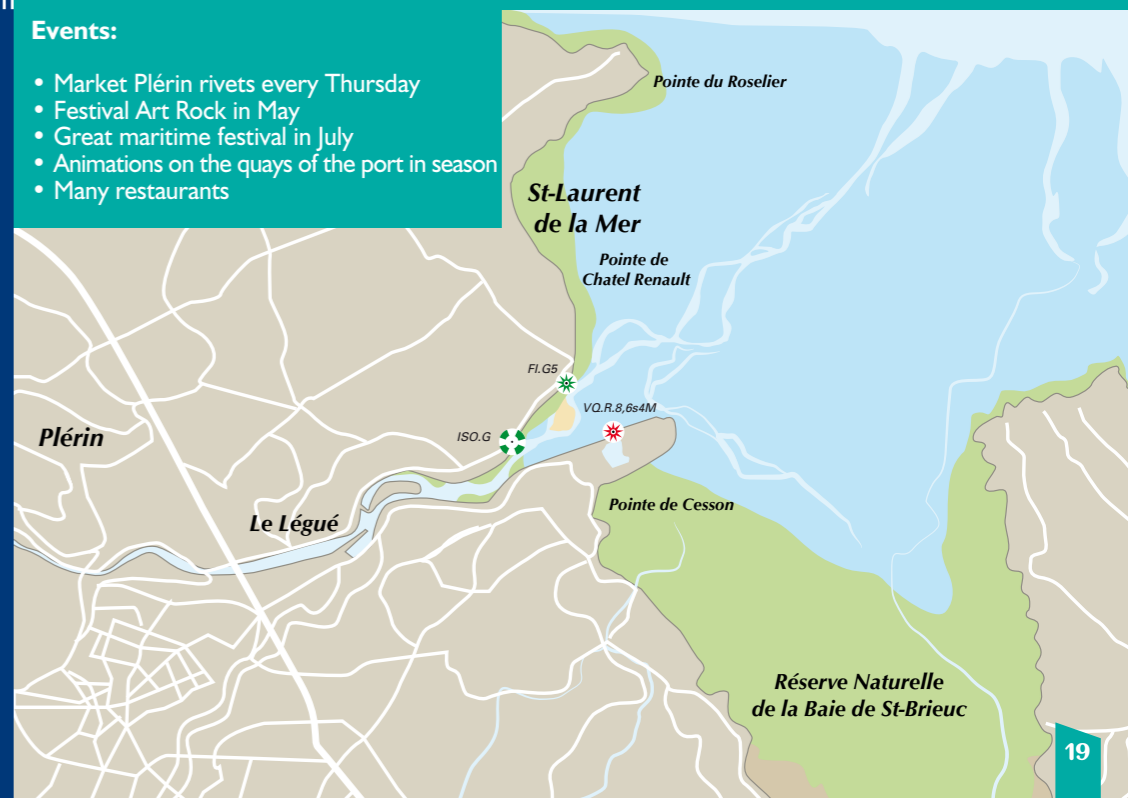 Events:
• Market Plérin rivets every Thursday
• Festival Art Rock in May
• Great maritime festival in July
• Animations on the quays of the port in season
• Many restaurants
Pointe du Roselier
St-Laurent
de la Mer
Pointe de
Chatel Renault
FI.G5
VQ.R.8,6s4M
ISO.G
Plérin
Le Légué
Pointe de Cesson
Réserve Naturelle
de la Baie de St-Brieuc
19